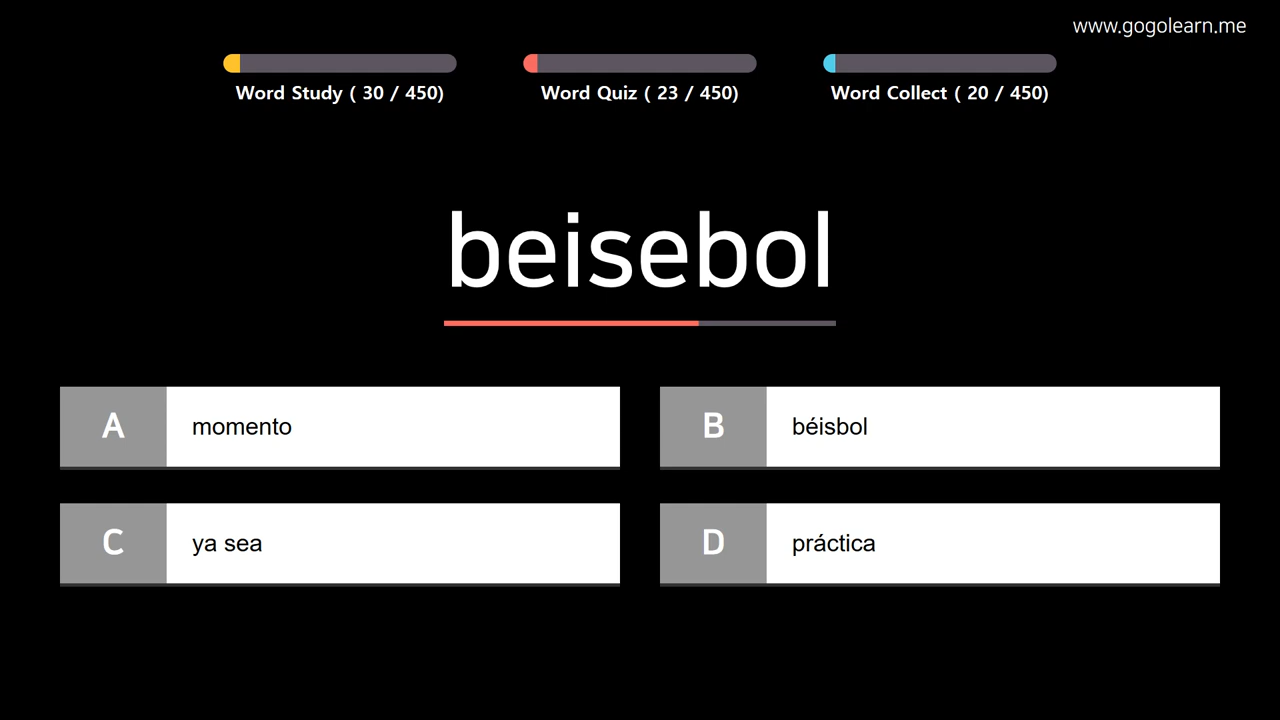 www.gogolearn.me
Word Study ( 30 / 450)
Word Quiz ( 23 / 450)
Word Collect ( 20 / 450)
beisebol
A momento
B béisbol
C ya sea
D práctica